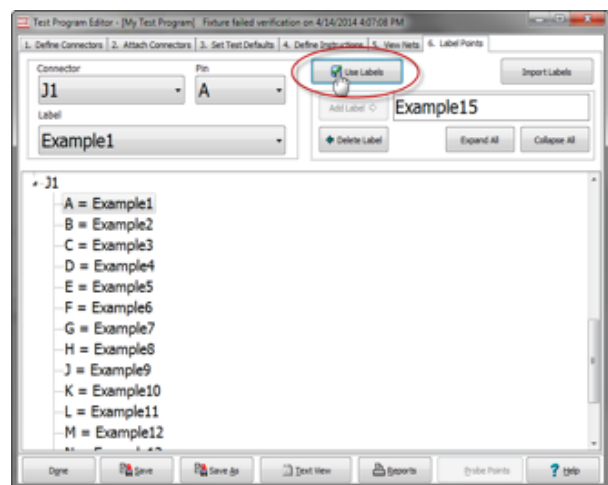 Test Program Editor - [My Test Program] Fixture failed verification on 4/14/2014 4:07:08 PM
1. Define Connectors 2. Attach Connectors 3. Set Test Defaults 4. Define Instructions 5. View Nets 6. Label Points
Connector Pin Use Labels Import Labels
J1 A
Add Label Example15
Label
Example1 Delete Label Expand All Collapse All
J1
A = Example1
B = Example2
C = Example3
D = Example4
E = Example5
F = Example6
G = Example7
H = Example8
J = Example9
K = Example10
L = Example11
M = Example12
Done Save Save As Text View Reports Probe Points Help